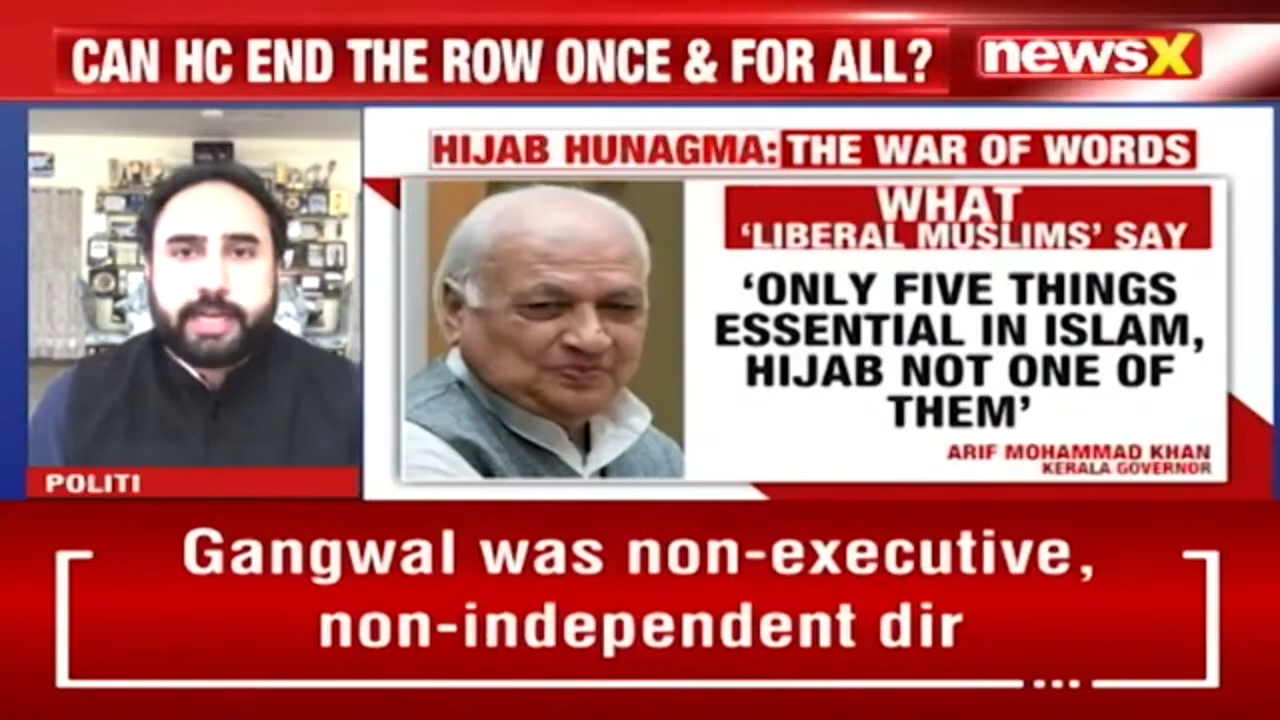 CAN HC END THE ROW ONCE & FOR ALL?
newsX
HIJAB HUNAGMA: THE WAR OF WORDS
WHAT
‘LIBERAL MUSLIMS’ SAY
‘ONLY FIVE THINGS
ESSENTIAL IN ISLAM,
HIJAB NOT ONE OF
THEM’
ARIF MOHAMMAD KHAN
KERALA GOVERNOR
POLITI
Gangwal was non-executive,
non-independent dir
...